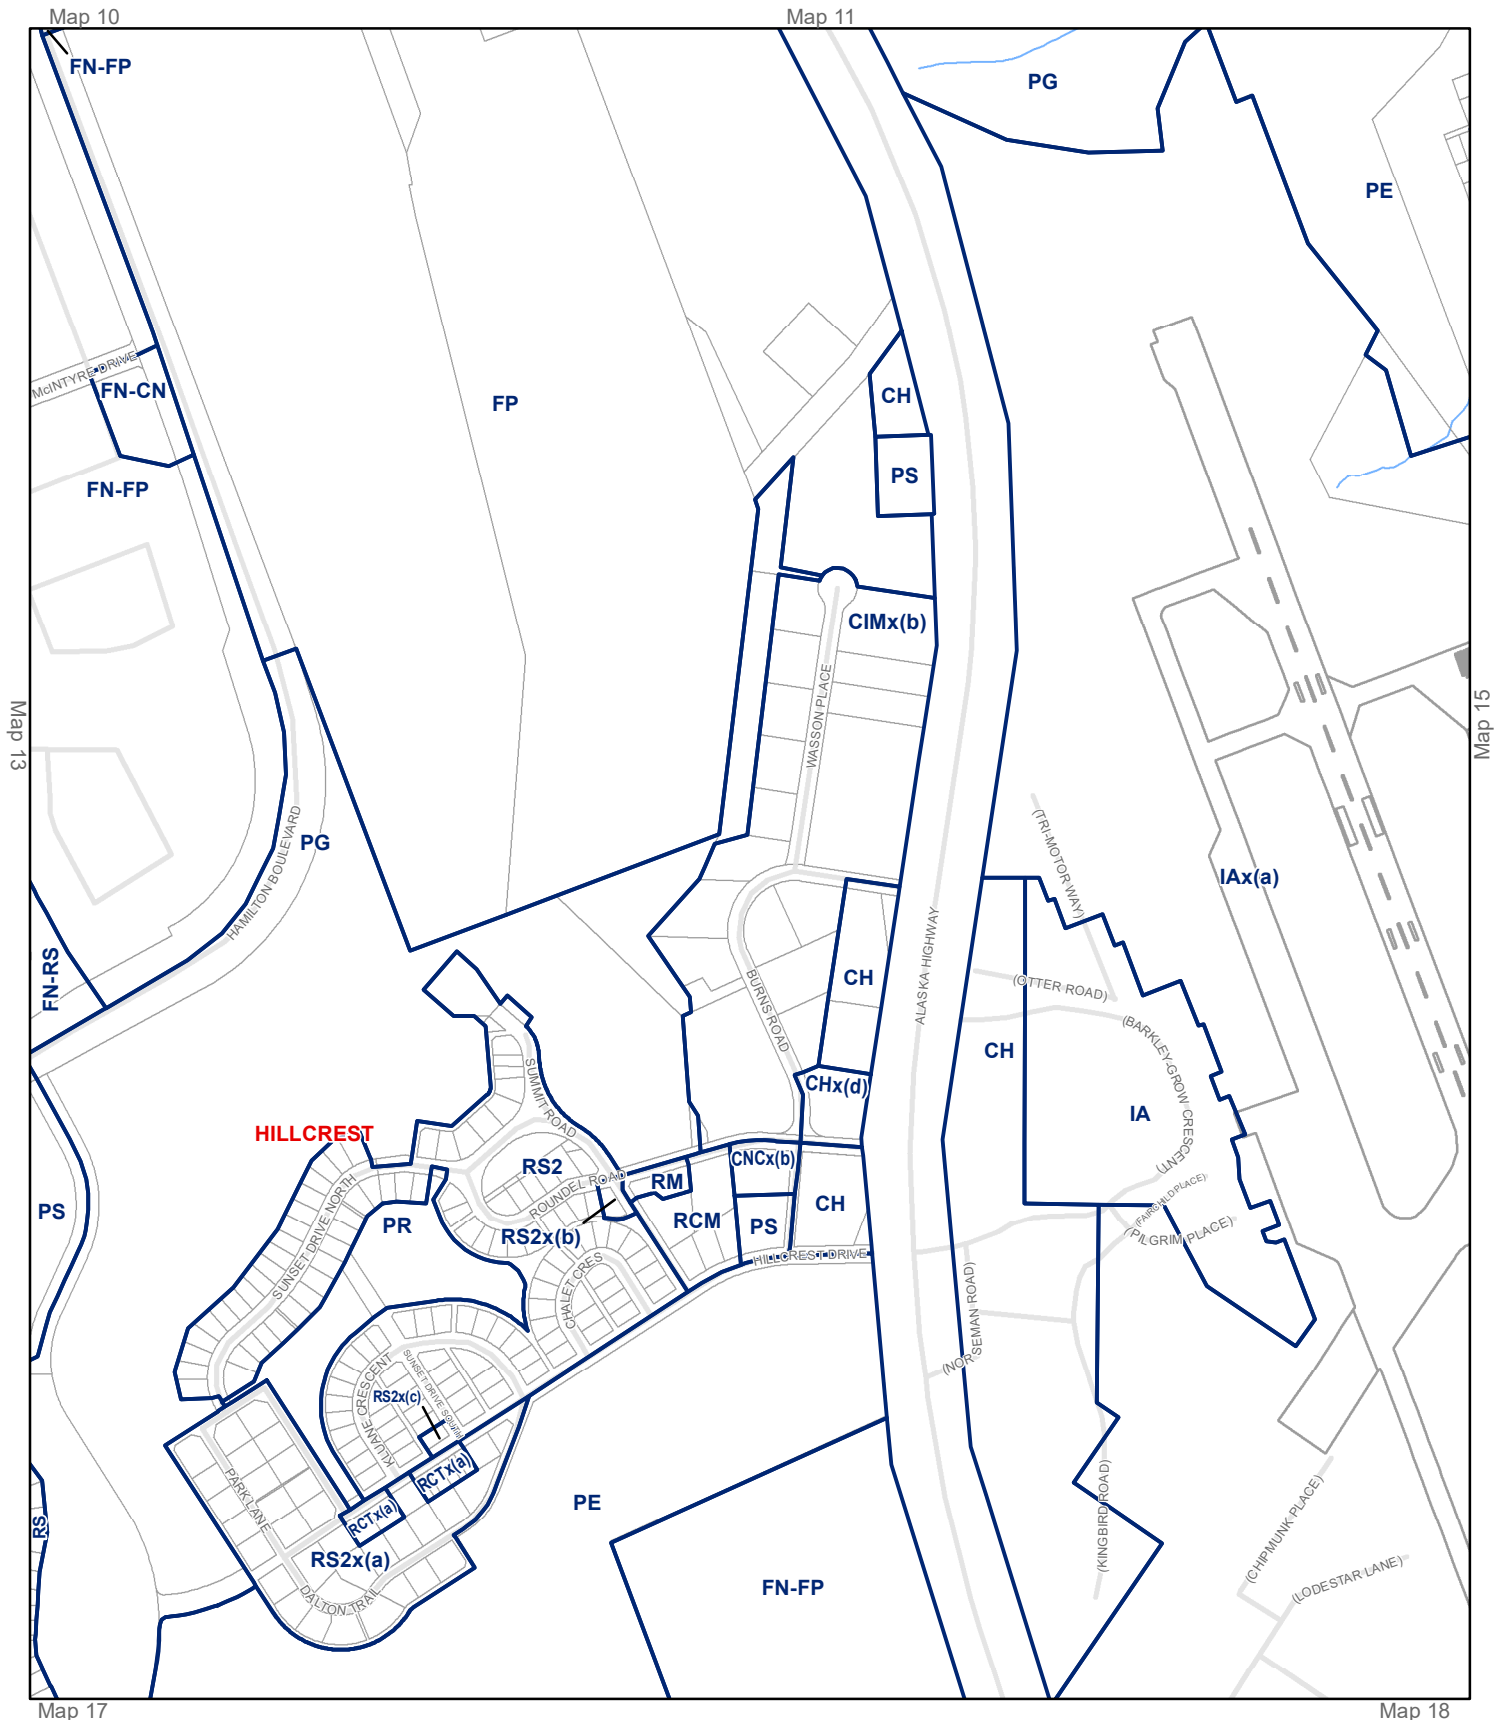 Map 10
Map 11
FN-FP
PG
PE
McINTYRE DRIVE
FN-CN
FP
CH
PS
FN-FP
CIMx(b)
WASSON PLACE
Map 13
Map 15
HAMILTON BOULEVARD
PG
(TRI-MOTOR WAY)
IAx(a)
FN-RS
ALASKA HIGHWAY
CH
BURNS ROAD
(OTTER ROAD)
CH
(BARKLEY-GROW CRESCENT)
SUMMIT ROAD
CHx(d)
IA
HILLCREST
CNCx(b)
RS2
RM
ROUNDEL ROAD
CH
PS
PR
RCM
PS
RS2x(b)
SUNSET DRIVE NORTH
(FAIRCHILD PLACE)
(PILGRIM PLACE)
HILLCREST DRIVE
CHALET CRES
(NORSEMAN ROAD)
KLUANE CRESCENT
SUNSET DRIVE SOUTH
RS2x(c)
RCTx(a)
PARK LANE
RCTx(a)
PE
RS
(KINGBIRD ROAD)
(CHIPMUNK PLACE)
RS2x(a)
DALTON TRAIL
FN-FP
(LODESTAR LANE)
Map 17
Map 18